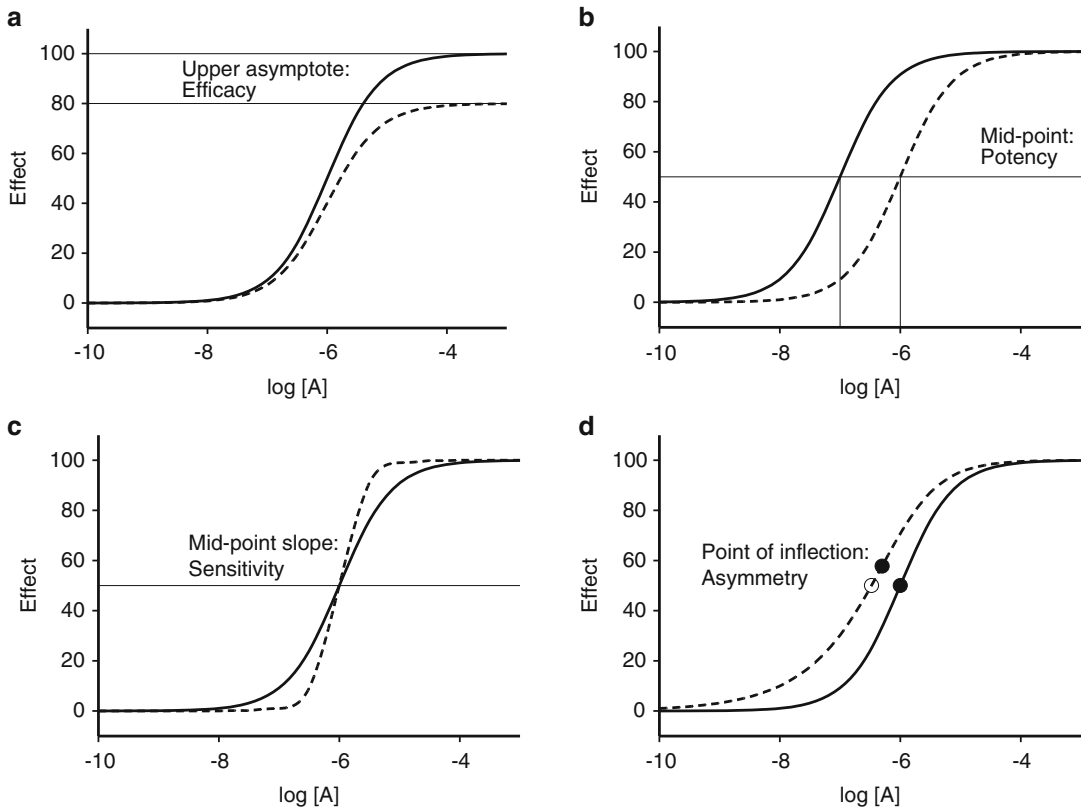 a
100
80
60
40
20
0
Effect
Upper asymptote:
Efficacy
-10 -8 -6 -4
log [A]
b
100
80
60
40
20
0
Effect
Mid-point:
Potency
-10 -8 -6 -4
log [A]
c
100
80
60
40
20
0
Effect
Mid-point slope:
Sensitivity
-10 -8 -6 -4
log [A]
d
100
80
60
40
20
0
Effect
Point of inflection:
Asymmetry
-10 -8 -6 -4
log [A]